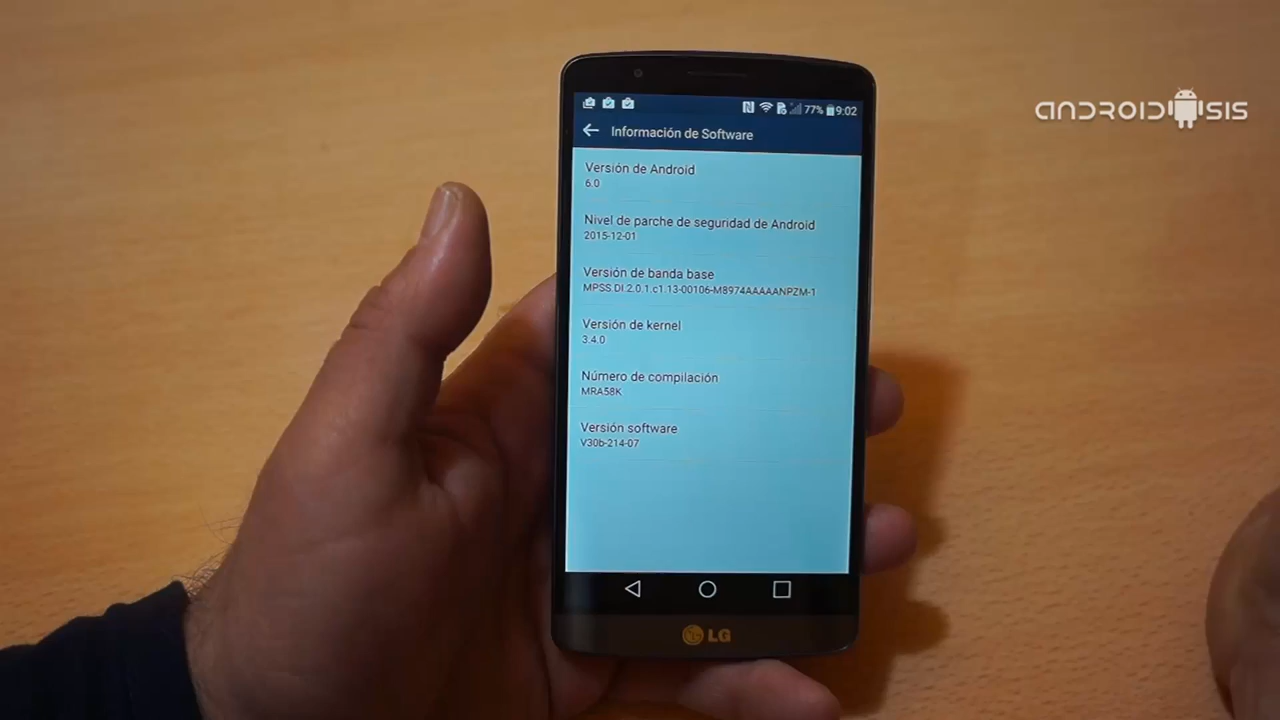 ANDROIDSIS
77% 9:02
Información de Software
Versión de Android
6.0
Nivel de parche de seguridad de Android
2015-12-01
Versión de banda base
MPSS.DI.2.0.1.c1.13-00106-M8974AAAAANPZM-1
Versión de kernel
3.4.0
Número de compilación
MRA58K
Versión software
V30b-214-07
LG